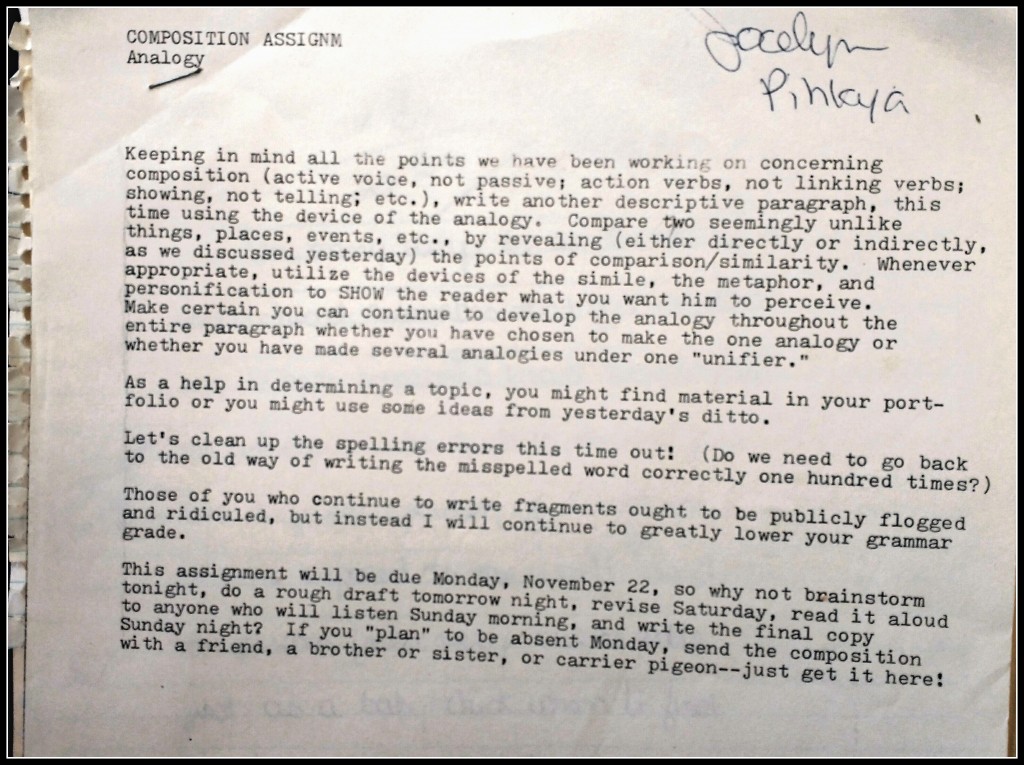 COMPOSITION ASSIGNM
Analogy
Jocelyn
Keeping in mind all the points we have been working on concerning
composition (active voice, not passive; action verbs, not linking verbs;
showing, not telling; etc.), write another descriptive paragraph, this
time using the device of the analogy. Compare two seemingly unlike
things, places, events, etc., by revealing (either directly or indirectly,
as we discussed yesterday) the points of comparison/similarity. Whenever
appropriate, utilize the devices of the simile, the metaphor, and
personification to SHOW the reader what you want him to perceive.
Make certain you can continue to develop the analogy throughout the
entire paragraph whether you have chosen to make the one analogy or
whether you have made several analogies under one "unifier."
As a help in determining a topic, you might find material in your port-
folio or you might use some ideas from yesterday's ditto.
Let's clean up the spelling errors this time out! (Do we need to go back
to the old way of writing the misspelled word correctly one hundred times?)
Those of you who continue to write fragments ought to be publicly flogged
and ridiculed, but instead I will continue to greatly lower your grammar
grade.
This assignment will be due Monday, November 22, so why not brainstorm
tonight, do a rough draft tomorrow night, revise Saturday, read it aloud
to anyone who will listen Sunday morning, and write the final copy
Sunday night? If you "plan" to be absent Monday, send the composition
with a friend, a brother or sister, or carrier pigeon--just get it here!